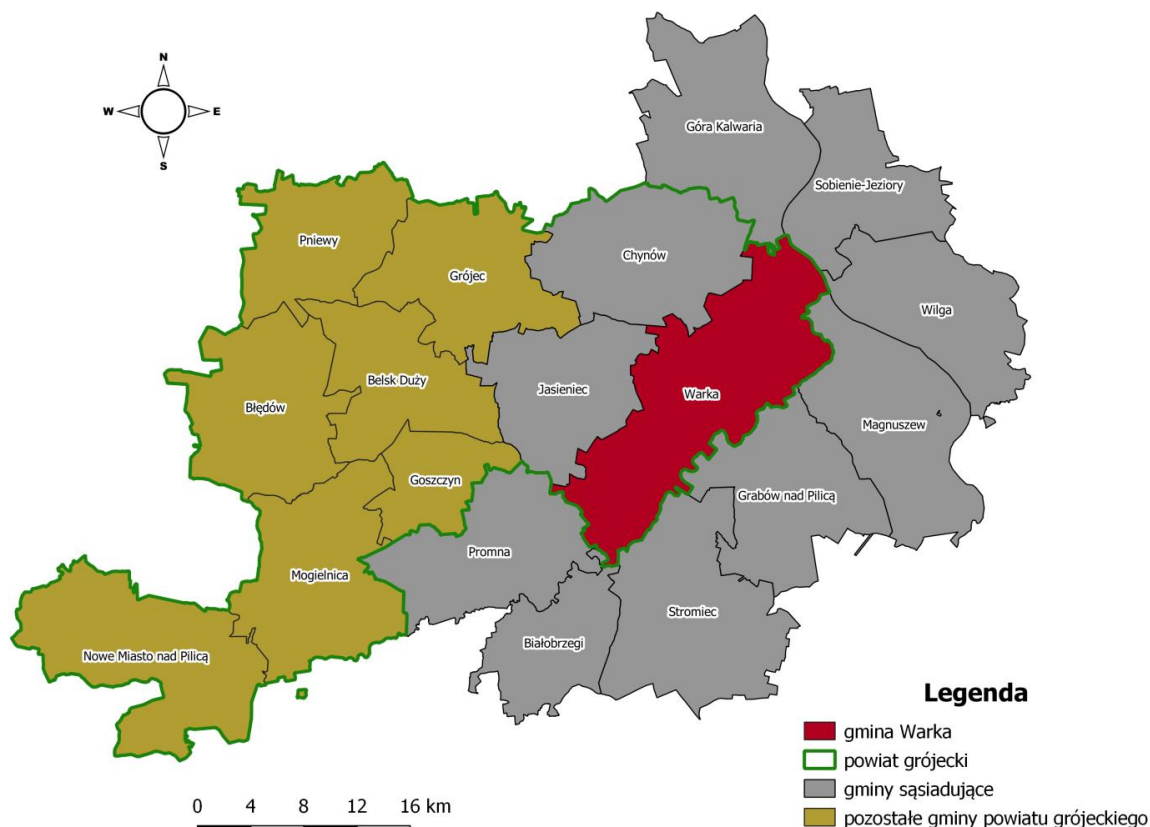 N
W E
S
Góra Kalwaria
Sobienie-Jeziory
Pniewy
Chynów
Grójec
Wilga
Belsk Duży
Jasieniec
Warka
Błędów
Magnuszew
Goszczyn
Grabów nad Pilicą
Promna
Mogielnica
Stromiec
Białobrzegi
Nowe Miasto nad Pilicą
Legenda
gmina Warka
powiat grójecki
gminy sąsiadujące
pozostałe gminy powiatu grójeckiego
0 4 8 12 16 km